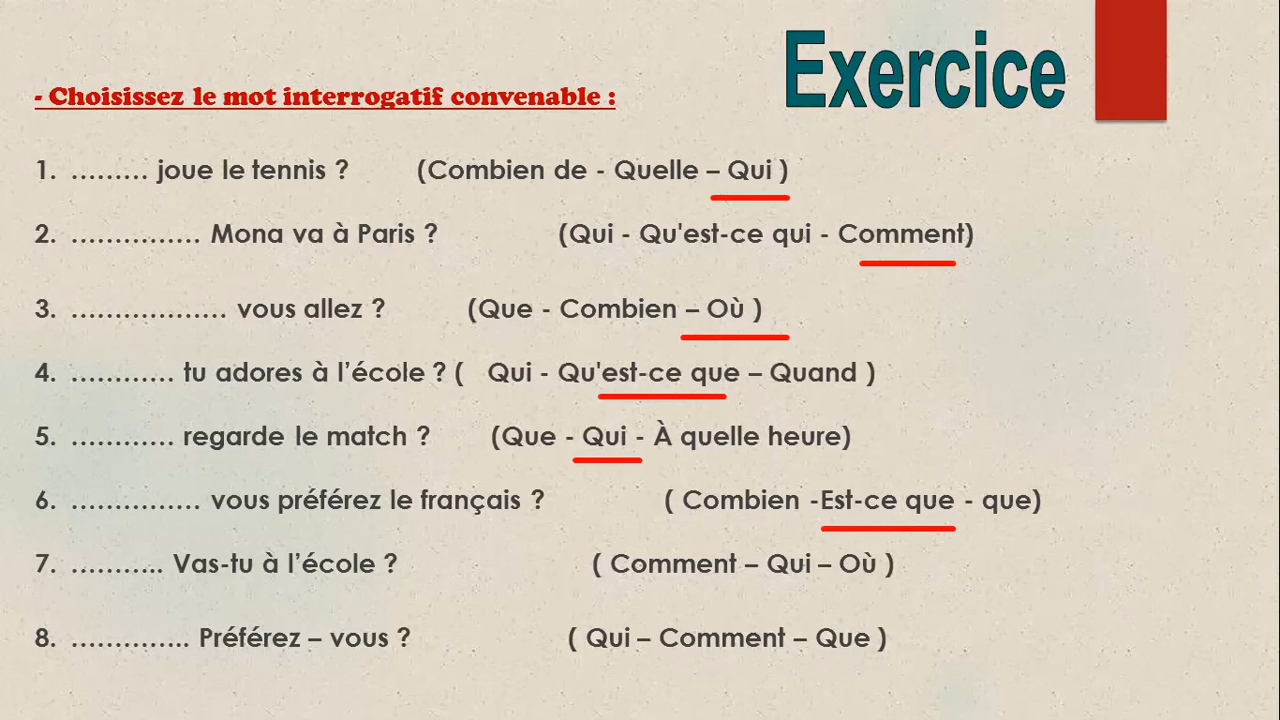 Exercice
- Choisissez le mot interrogatif convenable :
1. ……… joue le tennis ? (Combien de - Quelle – Qui )
2. …………… Mona va à Paris ? (Qui - Qu'est-ce qui - Comment)
3. ……………… vous allez ? (Que - Combien – Où )
4. ………… tu adores à l’école ? ( Qui - Qu'est-ce que – Quand )
5. ………… regarde le match ? (Que - Qui - À quelle heure)
6. …………… vous préférez le français ? ( Combien -Est-ce que - que)
7. ……….. Vas-tu à l’école ? ( Comment – Qui – Où )
8. ………….. Préférez – vous ? ( Qui – Comment – Que )